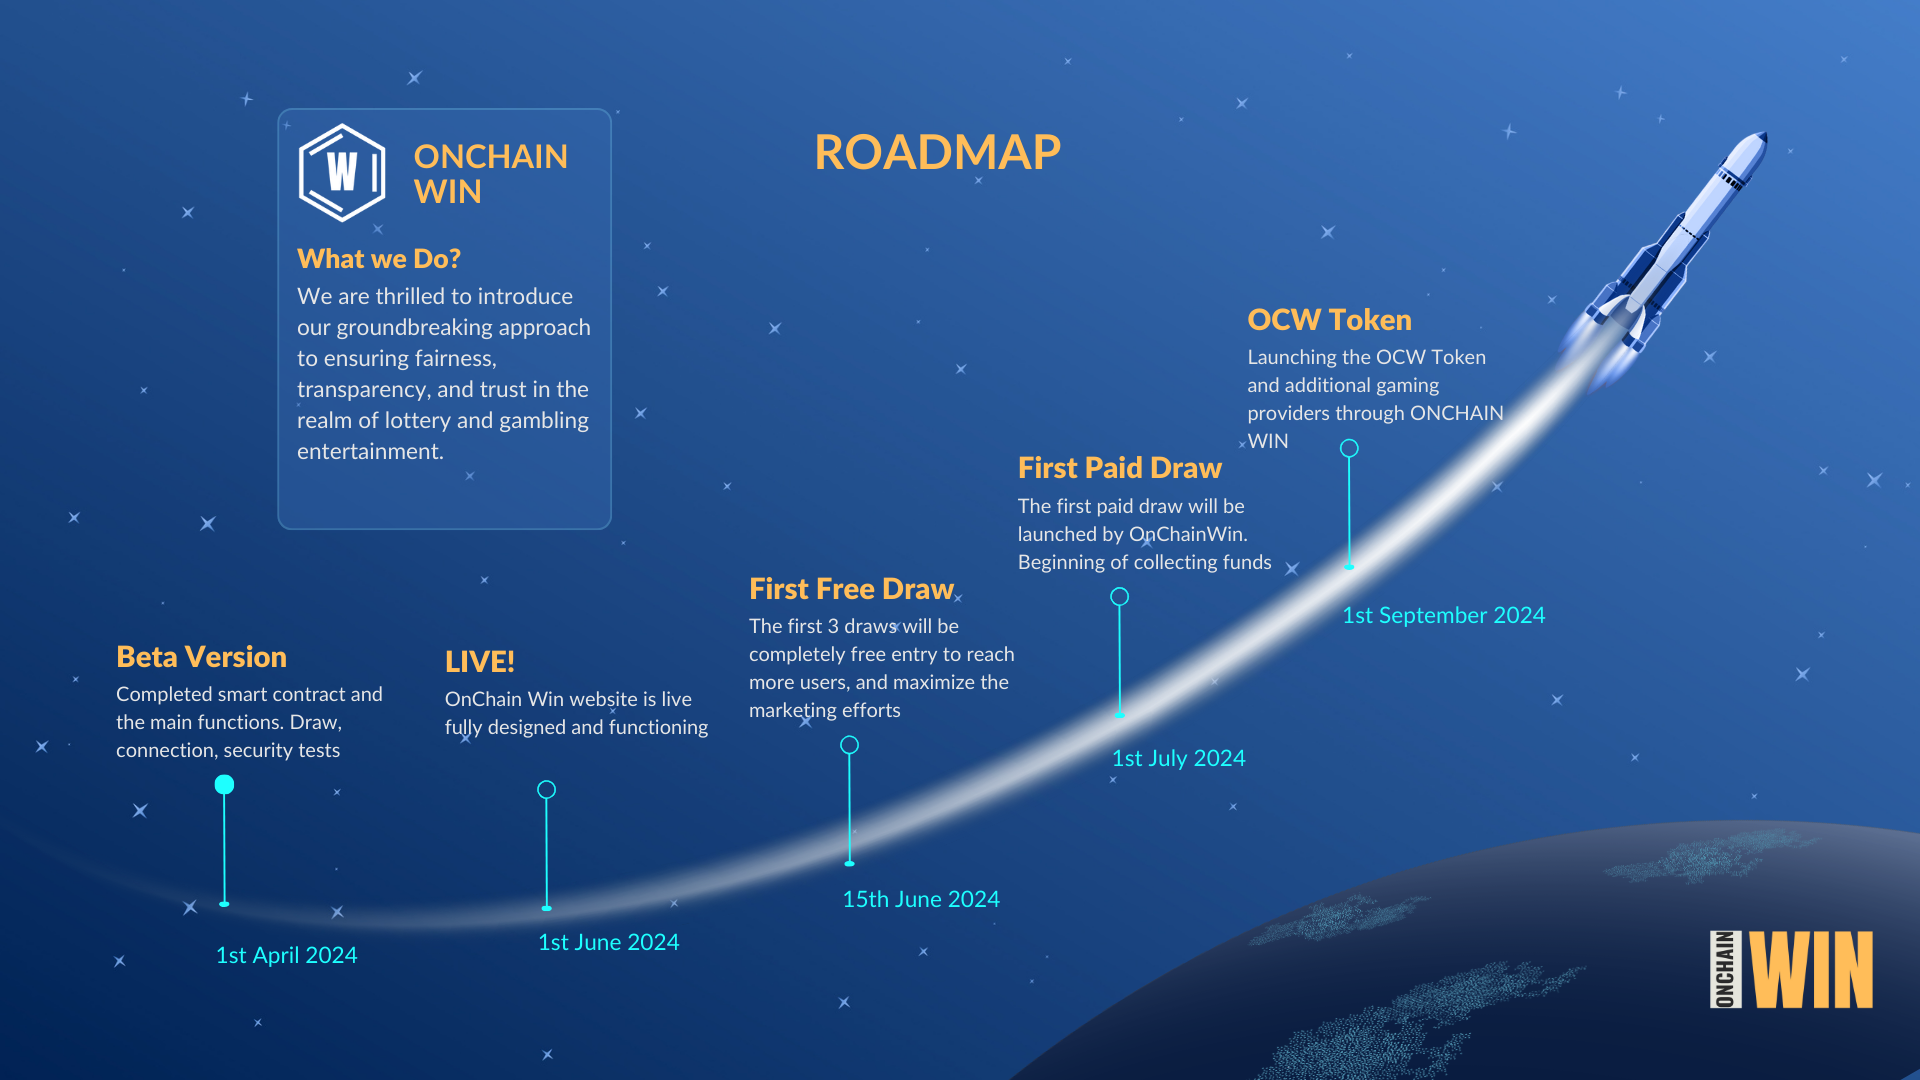 ROADMAP
W
ONCHAIN
WIN
What we Do?
We are thrilled to introduce
our groundbreaking approach
to ensuring fairness,
transparency, and trust in the
realm of lottery and gambling
entertainment.
Beta Version
Completed smart contract and
the main functions. Draw,
connection, security tests
1st April 2024
LIVE!
OnChain Win website is live
fully designed and functioning
1st June 2024
First Free Draw
The first 3 draws will be
completely free entry to reach
more users, and maximize the
marketing efforts
15th June 2024
First Paid Draw
The first paid draw will be
launched by OnChainWin.
Beginning of collecting funds
1st July 2024
OCW Token
Launching the OCW Token
and additional gaming
providers through ONCHAIN
WIN
1st September 2024
ONCHAIN
WIN